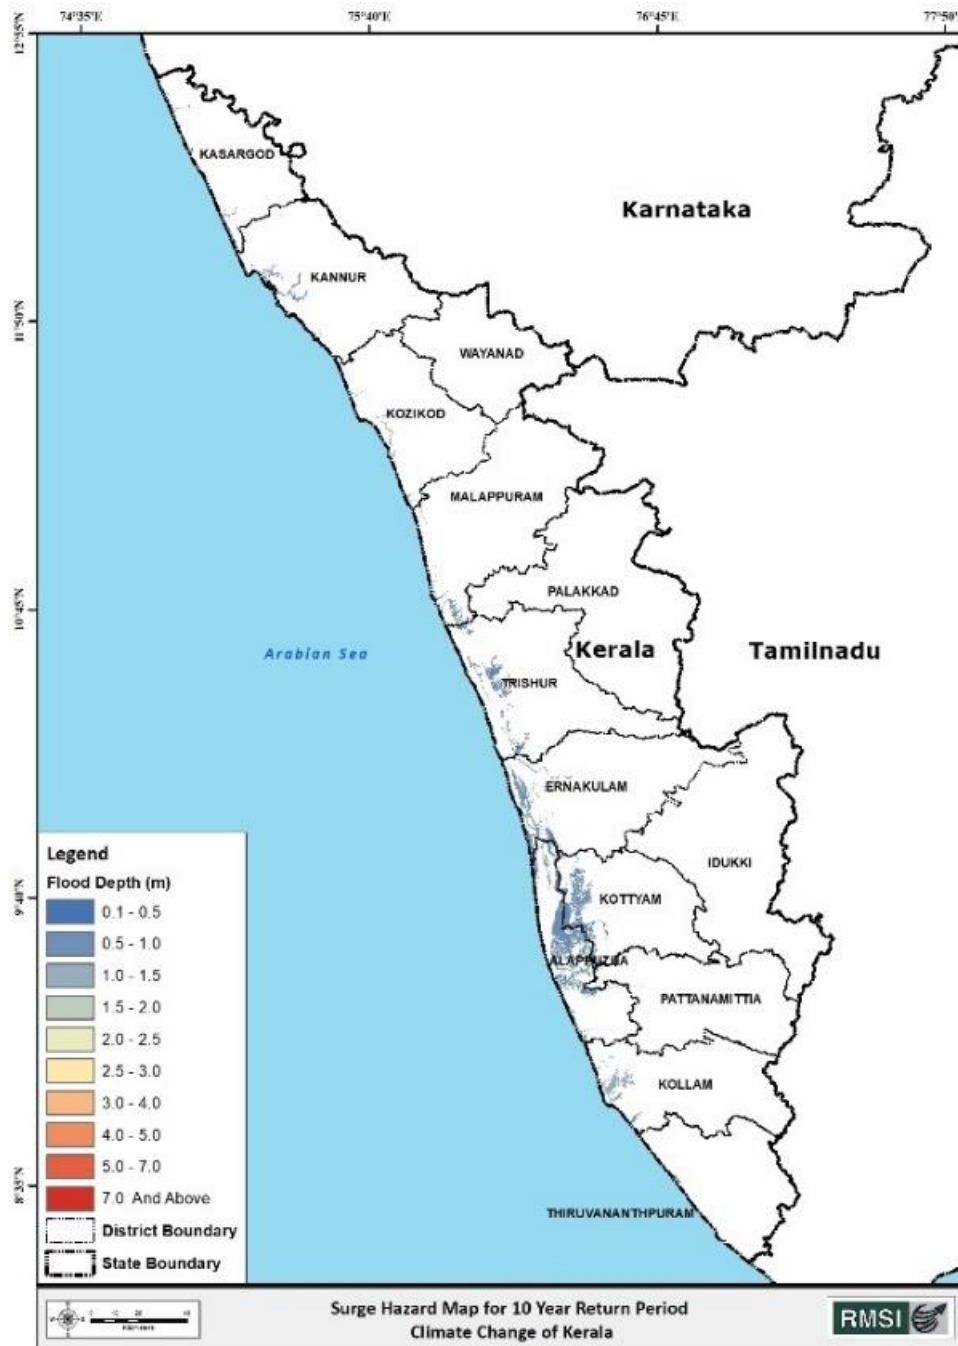 74°35'E 75°40'E 76°45'E 77°50'
12°55'N
KASARGOD
Karnataka
KANNUR
11°50'N
WAYANAD
KOZIKOD
MALAPPURAM
PALAKKAD
10°45'N
Arabian Sea
Kerala
Tamilnadu
TRISHUR
ERNAKULAM
IDUKKI
KOTTYAM
9°40'N
ALAPPUZHA
PATTANAMITTIA
KOLLAM
8°35'N
THIRUVANANTHPURAM
Legend
Flood Depth (m)
0.1 - 0.5
0.5 - 1.0
1.0 - 1.5
1.5 - 2.0
2.0 - 2.5
2.5 - 3.0
3.0 - 4.0
4.0 - 5.0
5.0 - 7.0
7.0 And Above
District Boundary
State Boundary
Surge Hazard Map for 10 Year Return Period
Climate Change of Kerala
RMSI